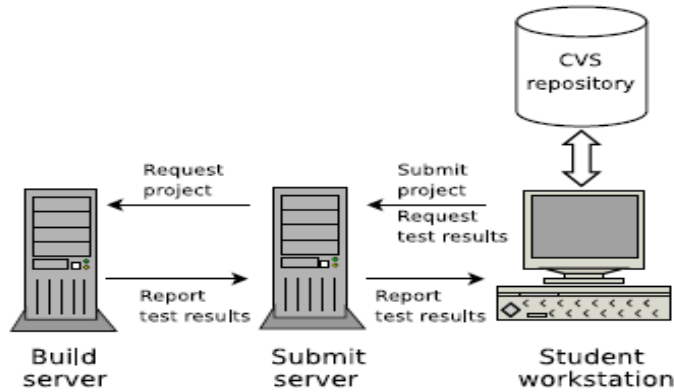 CVS
repository
Request
project
Submit
project
Request
test results
Report
test results
Report
test results
Build
server
Submit
server
Student
workstation